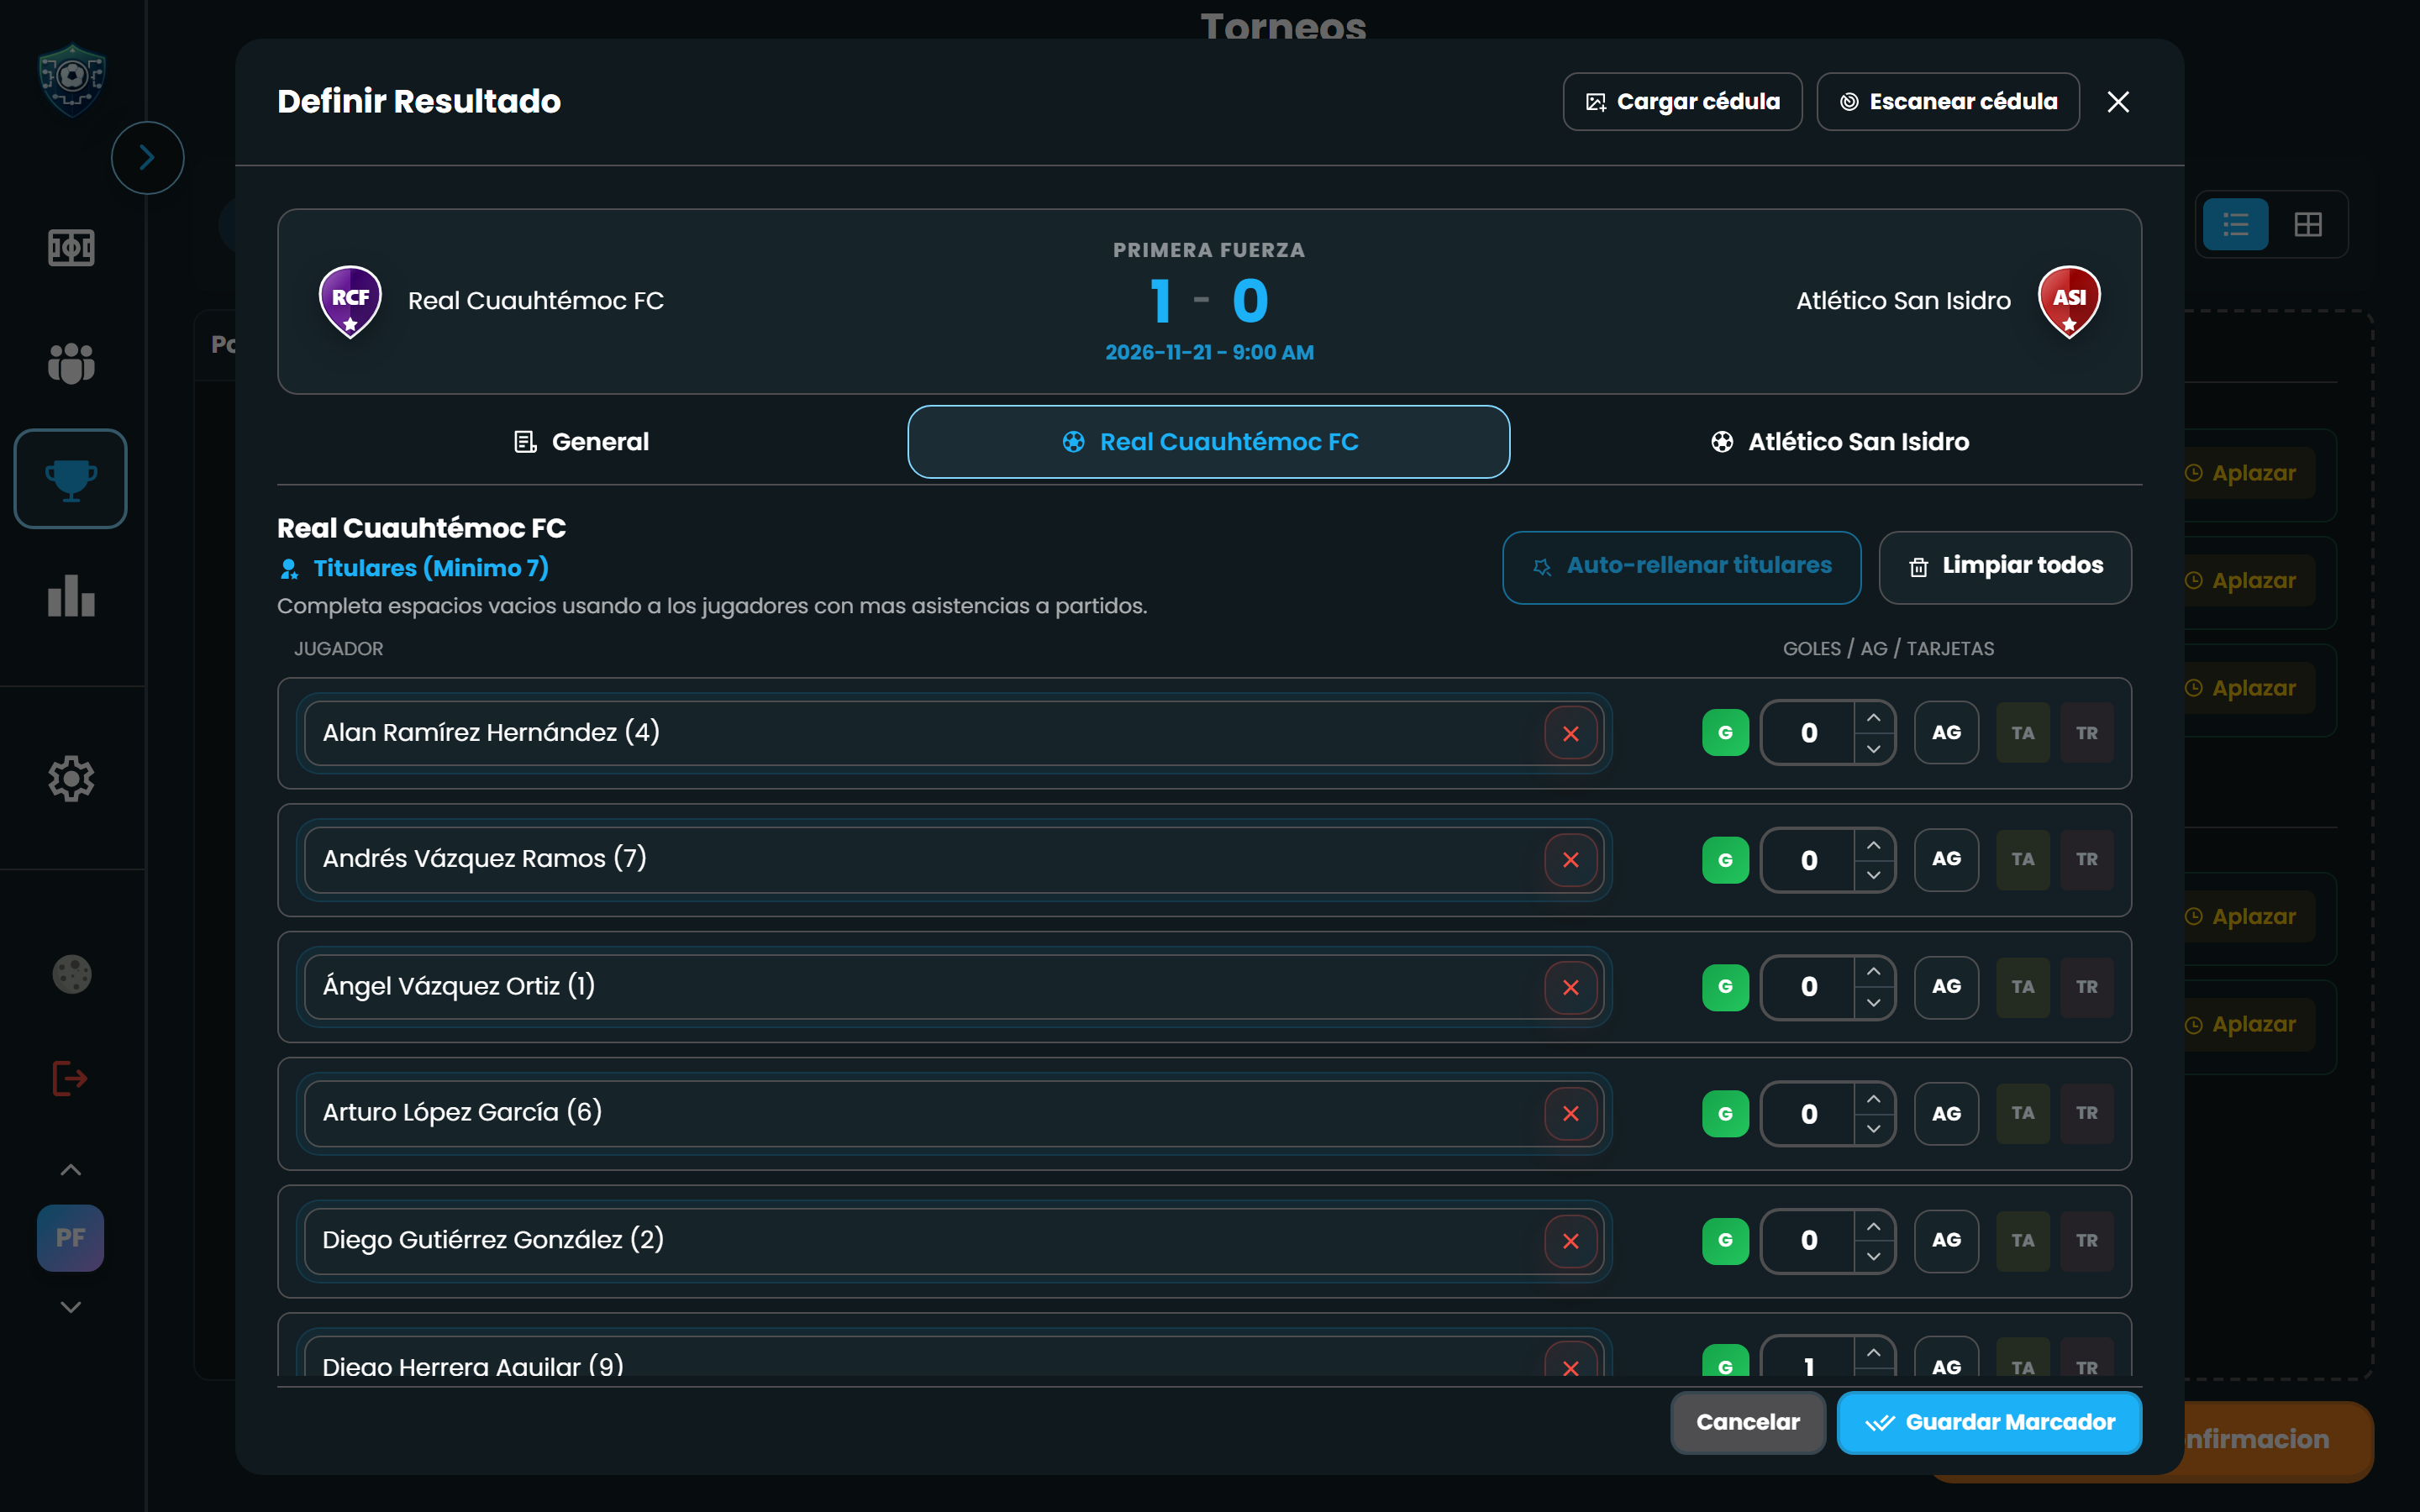 Torneos
Definir Resultado
Cargar cédula
Escanear cédula
PRIMERA FUERZA
RCF
Real Cuauhtémoc FC
1 - 0
Atlético San Isidro
ASI
2026-11-21 - 9:00 AM
General
Real Cuauhtémoc FC
Atlético San Isidro
Real Cuauhtémoc FC
Titulares (Minimo 7)
Completa espacios vacios usando a los jugadores con mas asistencias a partidos.
Auto-rellenar titulares
Limpiar todos
JUGADOR
GOLES / AG / TARJETAS
Alan Ramírez Hernández (4)
G 0 AG TA TR
Andrés Vázquez Ramos (7)
G 0 AG TA TR
Ángel Vázquez Ortiz (1)
G 0 AG TA TR
Arturo López García (6)
G 0 AG TA TR
Diego Gutiérrez González (2)
G 0 AG TA TR
Diego Herrera Aguilar (9)
G 1 AG TA TR
Cancelar
Guardar Marcador
Aplazar
Aplazar
Aplazar
Aplazar
Aplazar
nfirmacion
PF